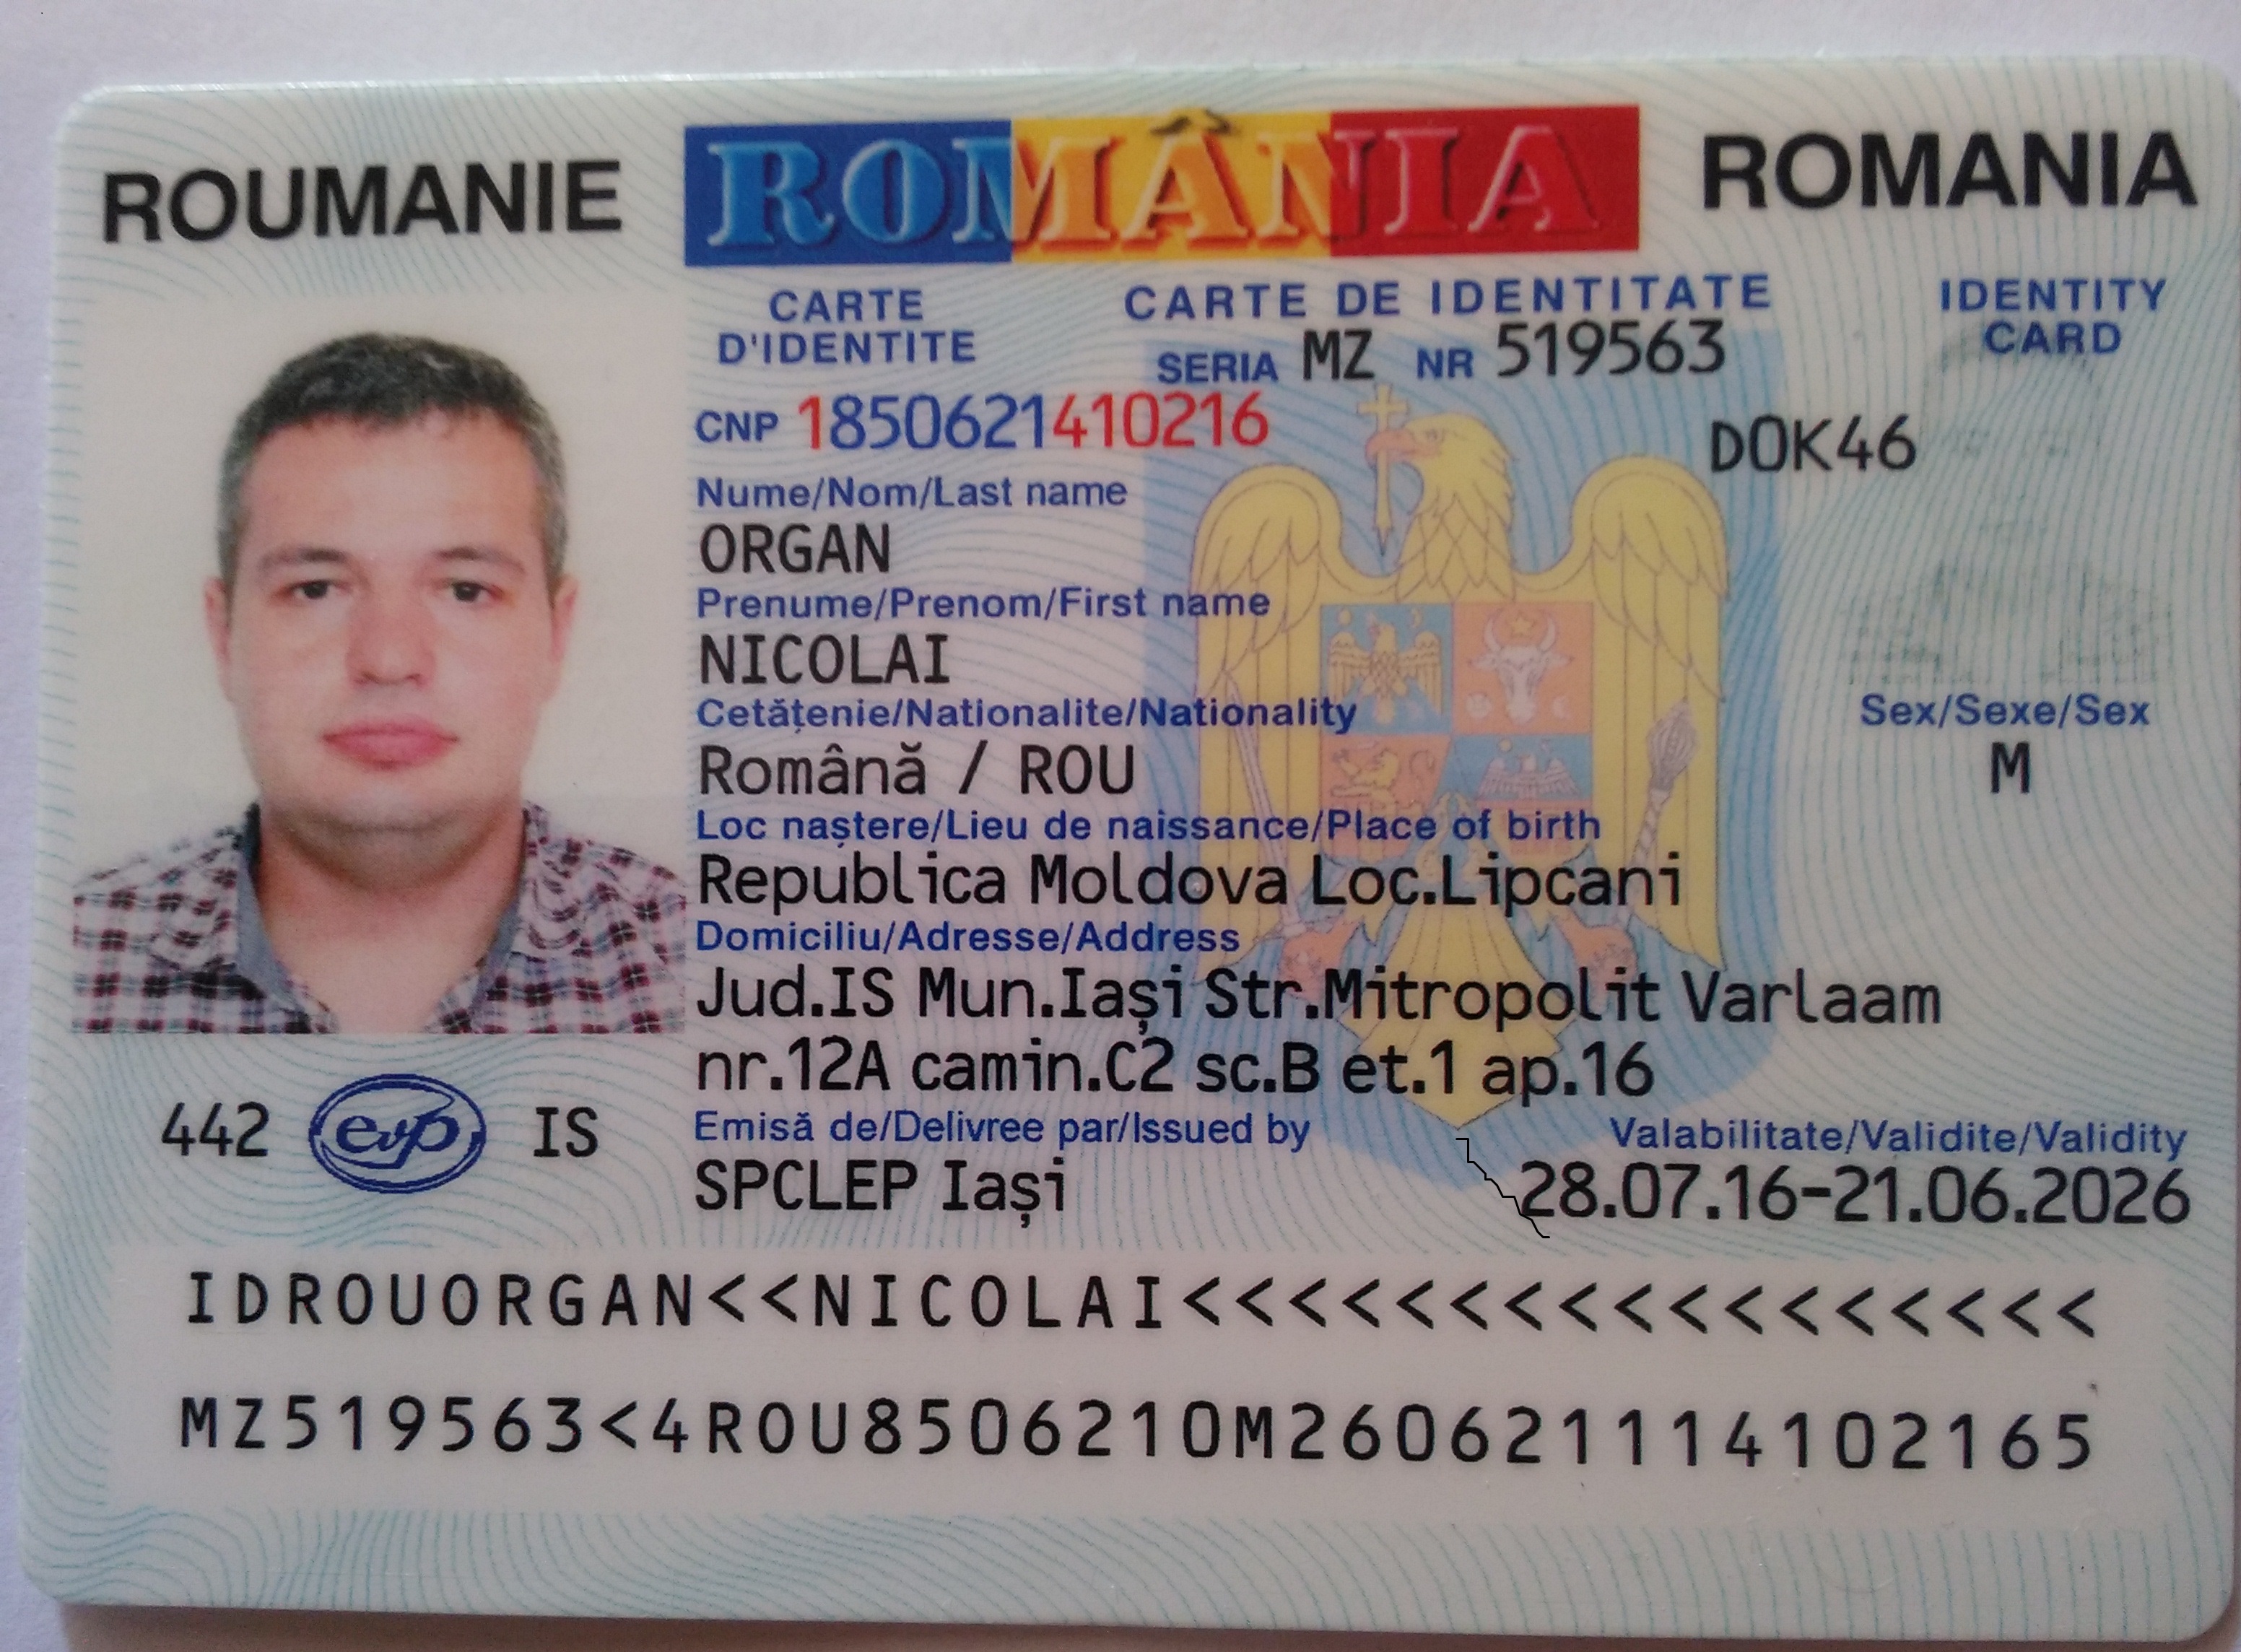 ROUMANIE ROMÂNIA ROMANIA
CARTE D'IDENTITE
CARTE DE IDENTITATE
IDENTITY CARD
SERIA MZ NR 519563
CNP 1850621410216
DOK46
Nume/Nom/Last name
ORGAN
Prenume/Prenom/First name
NICOLAI
Cetățenie/Nationalite/Nationality
Română / ROU
Sex/Sexe/Sex
M
Loc naștere/Lieu de naissance/Place of birth
Republica Moldova Loc.Lipcani
Domiciliu/Adresse/Address
Jud.IS Mun.Iași Str.Mitropolit Varlaam
nr.12A camin.C2 sc.B et.1 ap.16
442 evp IS
Emisă de/Delivree par/Issued by
SPCLEP Iași
Valabilitate/Validite/Validity
28.07.16-21.06.2026
IDROUORGAN<<NICOLAI<<<<<<<<<<<<<<<<<
MZ519563<4ROU8506210M260621114102165